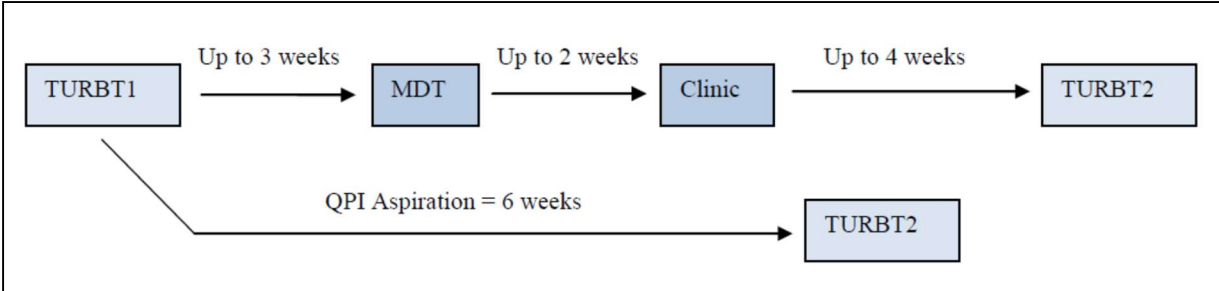 Up to 3 weeks
Up to 2 weeks
Up to 4 weeks
TURBT1
MDT
Clinic
TURBT2
QPI Aspiration = 6 weeks
TURBT2